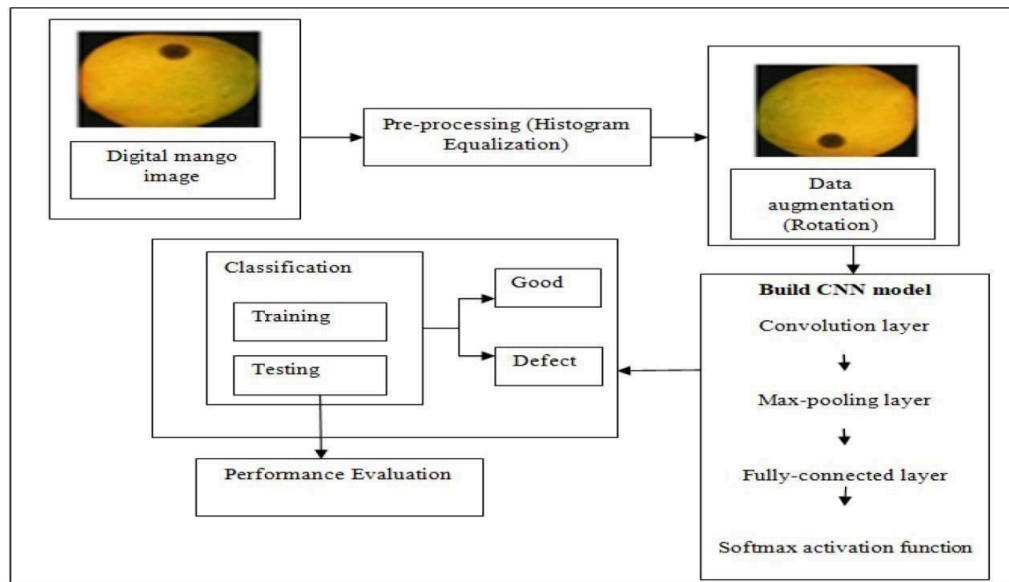 Digital mango
image
Pre-processing (Histogram
Equalization)
Data
augmentation
(Rotation)
Build CNN model
Convolution layer
Max-pooling layer
Fully-connected layer
Softmax activation function
Classification
Training
Testing
Good
Defect
Performance Evaluation